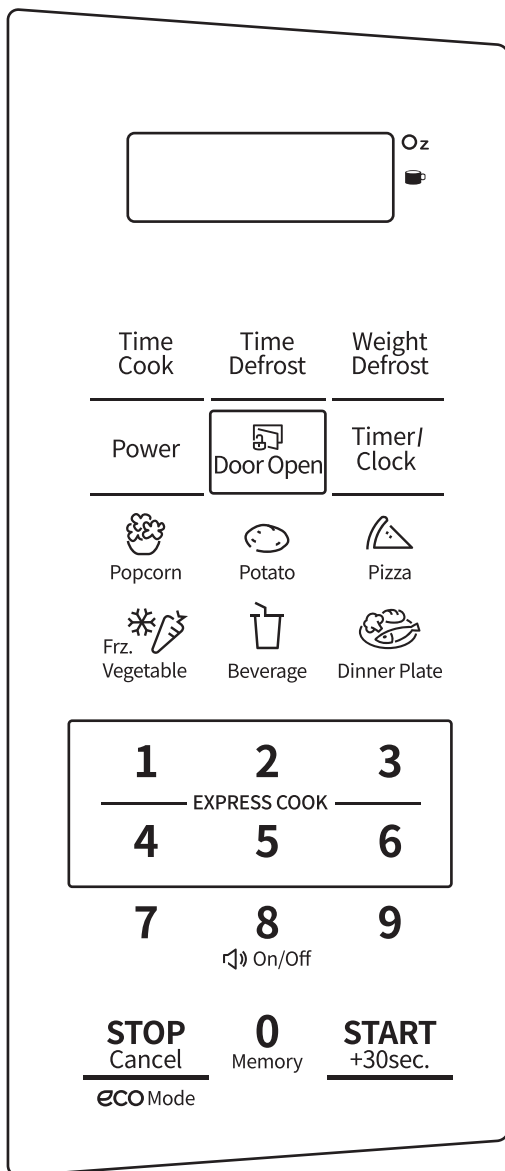 Oz
Time Time Weight
Cook Defrost Defrost
Power Door Open Timer/
Clock
Popcorn Potato Pizza
Frz.
Vegetable Beverage Dinner Plate
1 2 3
EXPRESS COOK
4 5 6
7 8 9
On/Off
STOP 0 START
Cancel Memory +30sec.
eco Mode